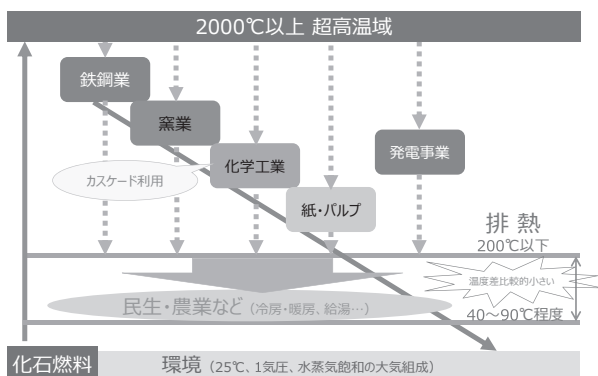 2000℃以上 超高温域
鉄鋼業
窯業
化学工業
発電事業
カスケード利用
紙・パルプ
排 熱
200℃以下
温度差比較的小さい
民生・農業など（冷房・暖房、給湯…）
40～90℃程度
化石燃料
環境（25℃、1気圧、水蒸気飽和の大気組成）